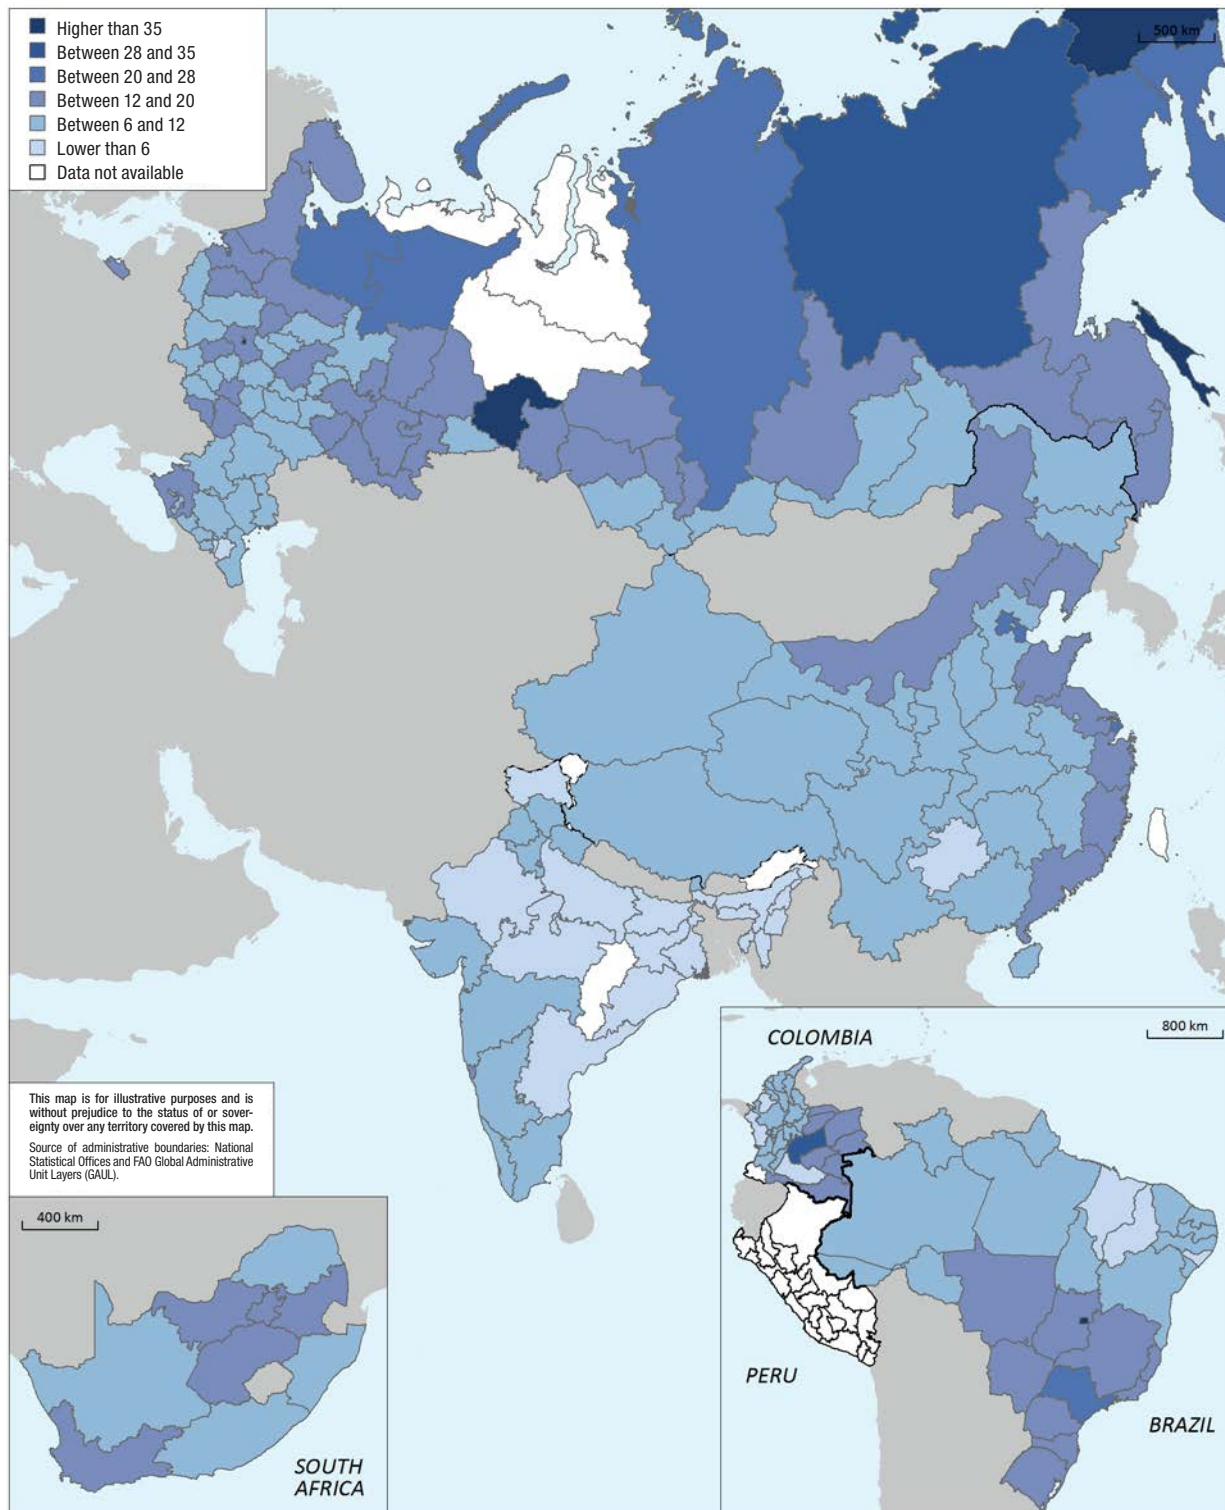 Higher than 35
Between 28 and 35
Between 20 and 28
Between 12 and 20
Between 6 and 12
Lower than 6
Data not available
500 km
This map is for illustrative purposes and is
without prejudice to the status of or sover-
eignty over any territory covered by this map.
Source of administrative boundaries: National
Statistical Offices and FAO Global Administrative
Unit Layers (GAUL).
400 km
SOUTH
AFRICA
800 km
COLOMBIA
PERU
BRAZIL